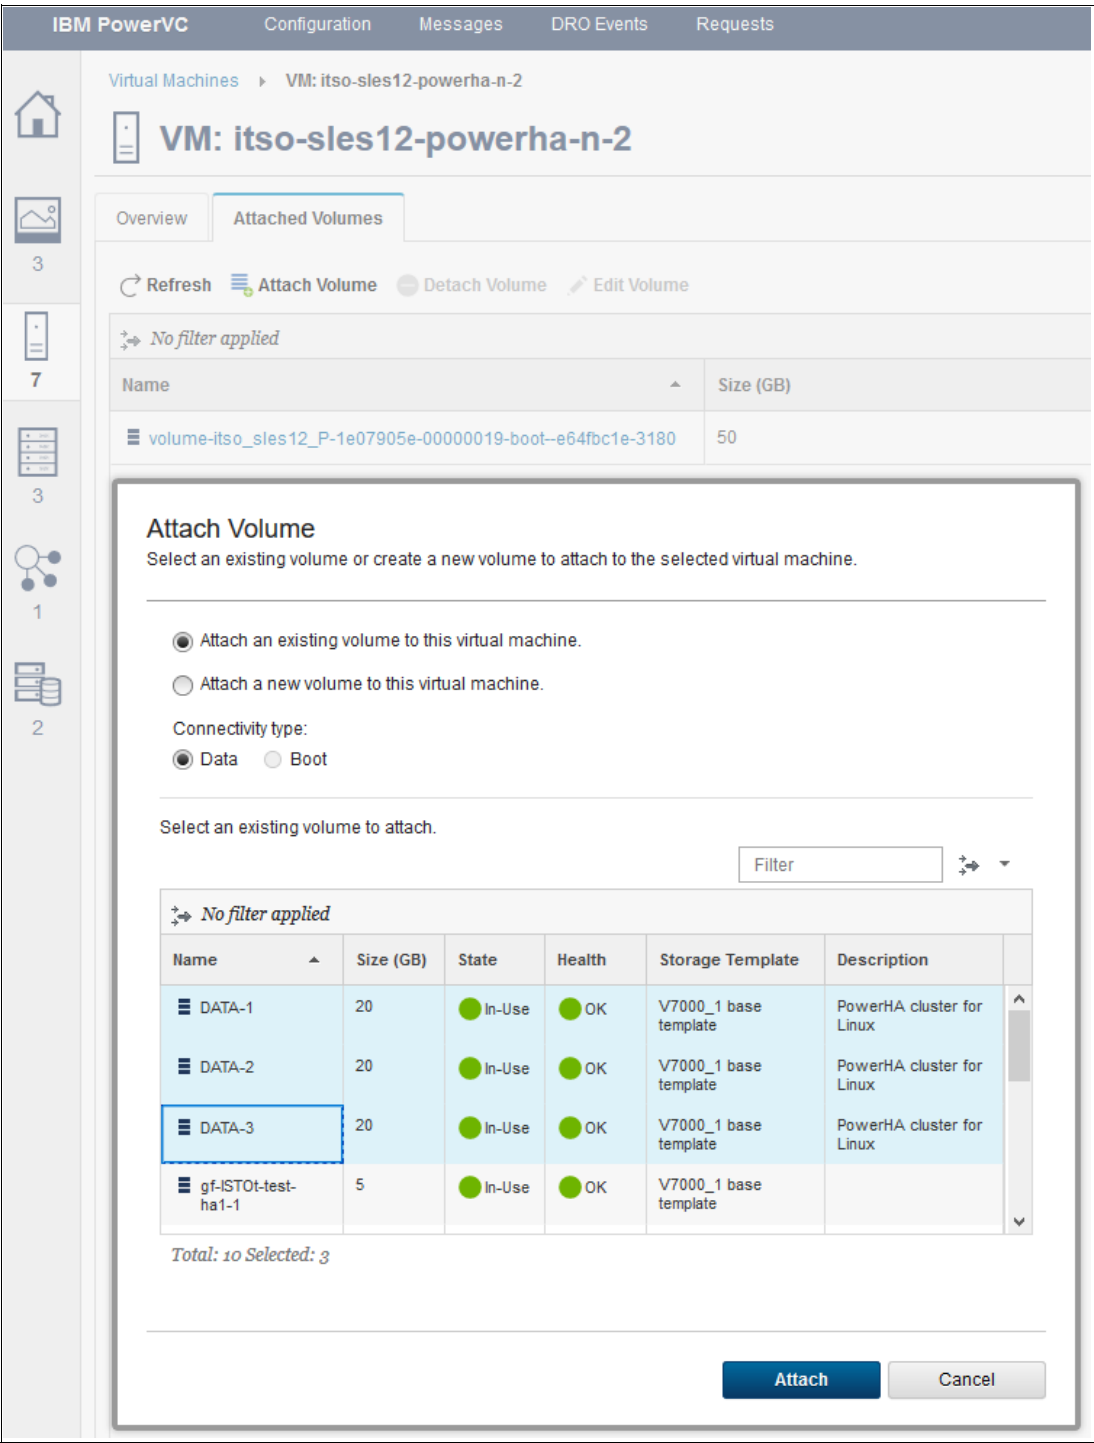 IBM PowerVC Configuration Messages DRO Events Requests
Virtual Machines VM: itso-sles12-powerha-n-2
VM: itso-sles12-powerha-n-2
Overview Attached Volumes
3
Refresh Attach Volume Detach Volume Edit Volume
No filter applied
7
Name Size (GB)
volume-itso_sles12_P-1e07905e-00000019-boot--e64fbc1e-3180 50
3
Attach Volume
Select an existing volume or create a new volume to attach to the selected virtual machine.
1
Attach an existing volume to this virtual machine.
Attach a new volume to this virtual machine.
2
Connectivity type:
Data Boot
Select an existing volume to attach.
Filter
No filter applied
Name Size (GB) State Health Storage Template Description
DATA-1 20 In-Use OK V7000_1 base PowerHA cluster for
template Linux
DATA-2 20 In-Use OK V7000_1 base PowerHA cluster for
template Linux
DATA-3 20 In-Use OK V7000_1 base PowerHA cluster for
template Linux
gf-ISTOt-test- 5 In-Use OK V7000_1 base
ha1-1 template
Total: 10 Selected: 3
Attach Cancel